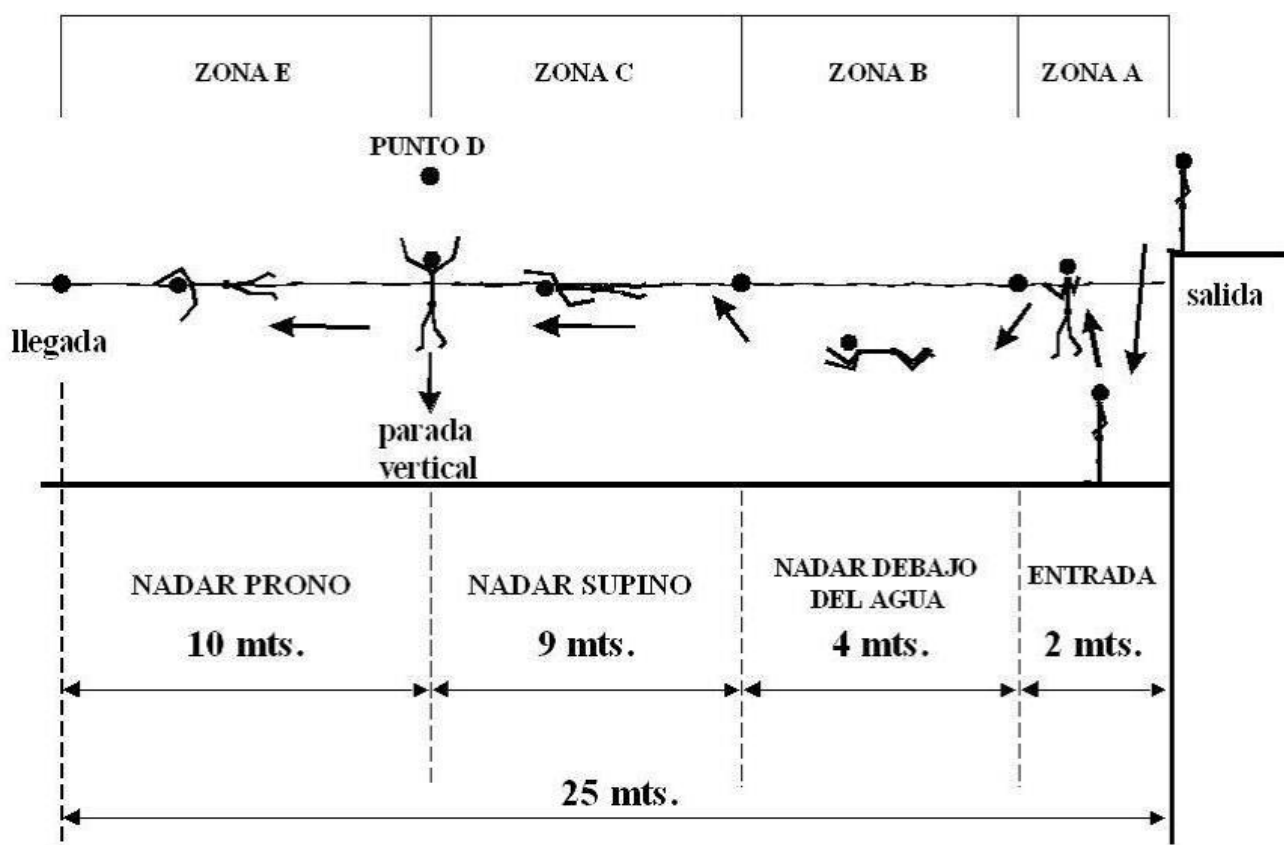 ZONA E
ZONA C
ZONA B
ZONA A
PUNTO D
salida
llegada
parada
vertical
NADAR PRONO
NADAR SUPINO
NADAR DEBAJO
DEL AGUA
ENTRADA
10 mts.
9 mts.
4 mts.
2 mts.
25 mts.